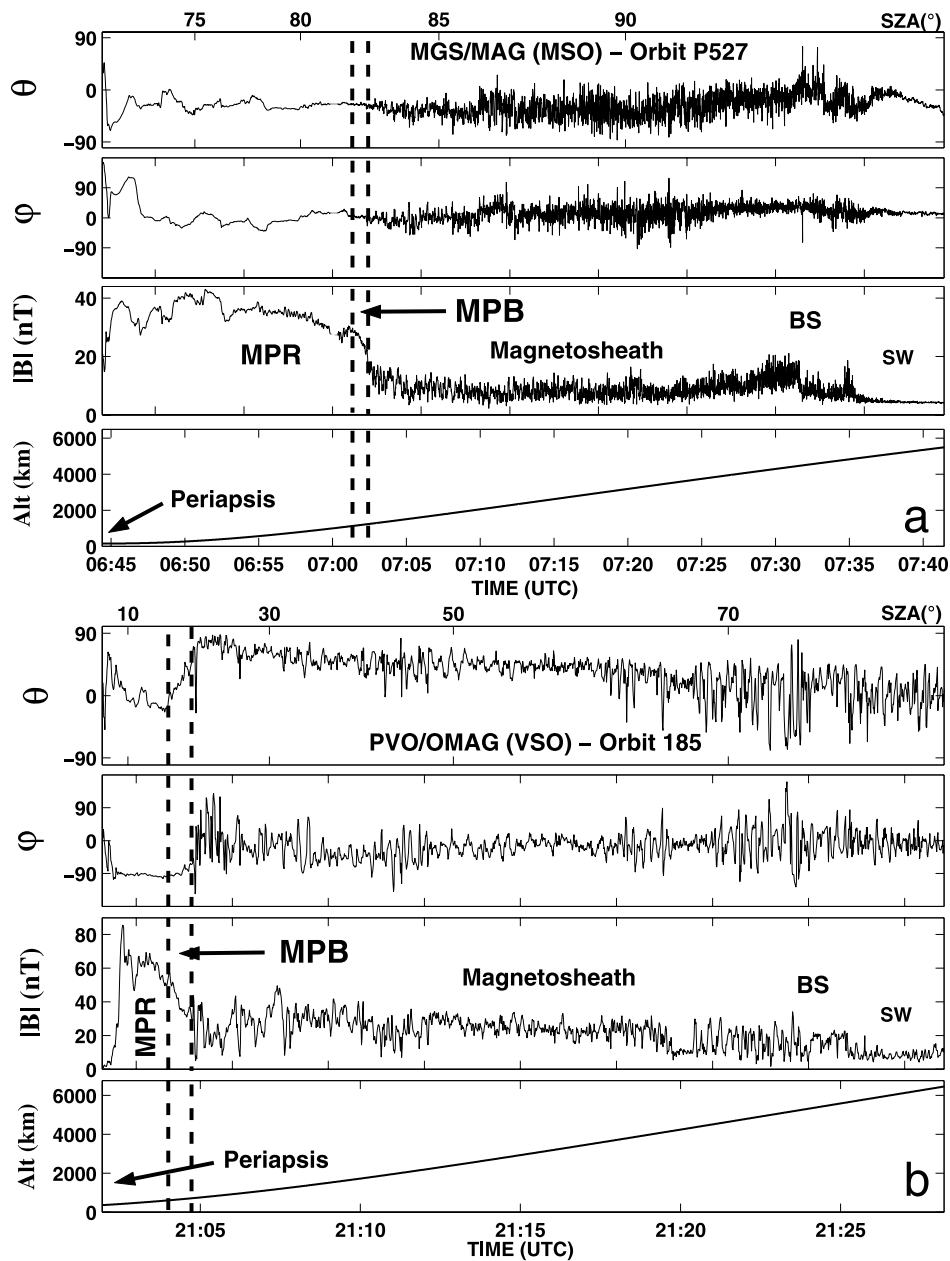 75 80 85 90 SZA(°)
MGS/MAG (MSO) – Orbit P527
90
θ
0
−90
90
φ
0
−90
|B| (nT)
40
MPB
BS
20
MPR
Magnetosheath
SW
0
Alt (km)
6000
4000
Periapsis
2000
a
0
06:45 06:50 06:55 07:00 07:05 07:10 07:15 07:20 07:25 07:30 07:35 07:40
TIME (UTC)
10 30 50 70 SZA(°)
90
θ
0
PVO/OMAG (VSO) – Orbit 185
−90
90
φ
0
−90
|B| (nT)
80
MPB
60
Magnetosheath
BS
40
MPR
SW
20
0
Alt (km)
6000
4000
Periapsis
2000
b
0
21:05 21:10 21:15 21:20 21:25
TIME (UTC)